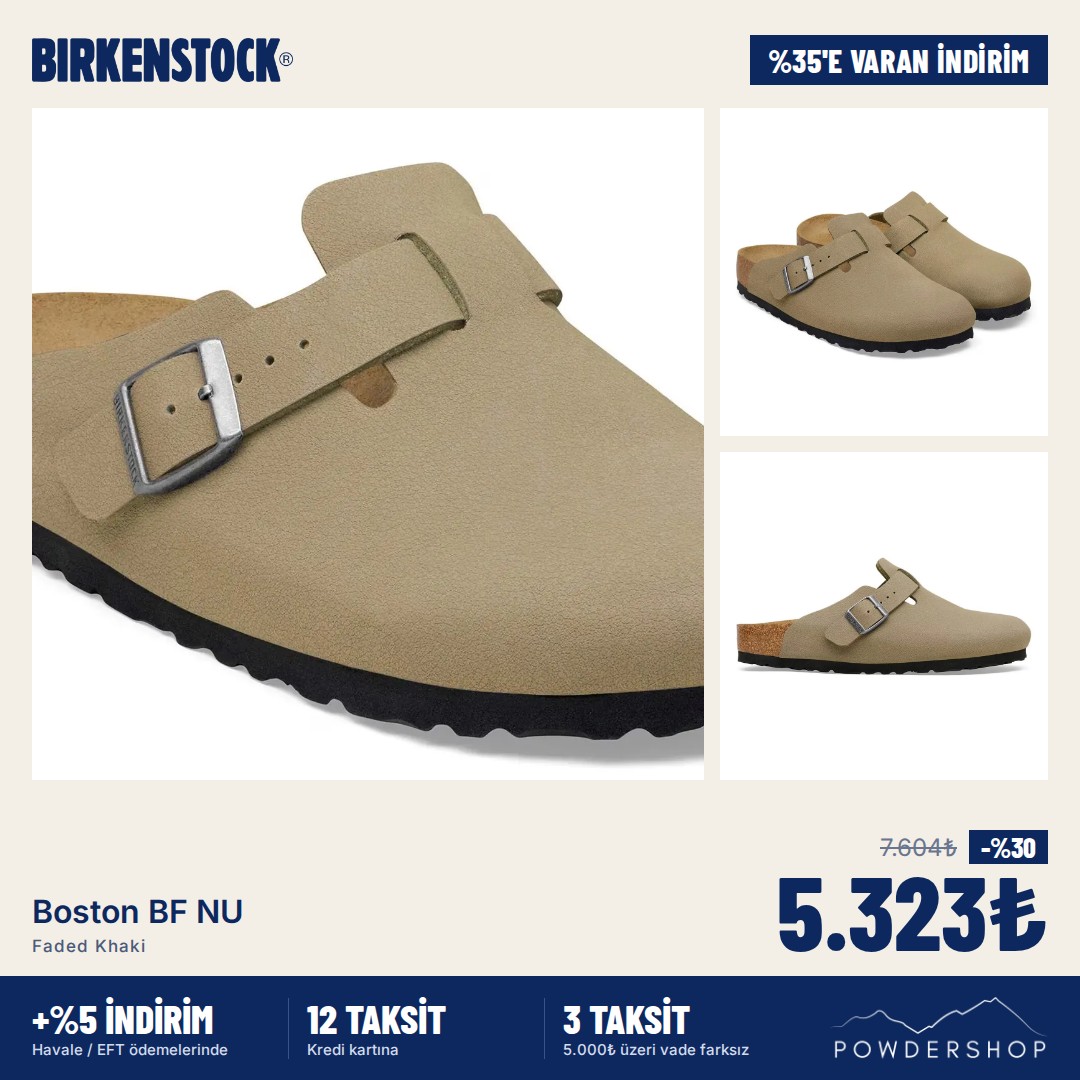 BIRKENSTOCK®
%35'E VARAN İNDİRİM
BIRKENSTOCK
7.604₺ -%30
5.323₺
Boston BF NU
Faded Khaki
+%5 İNDİRİM
Havale / EFT ödemelerinde
12 TAKSİT
Kredi kartına
3 TAKSİT
5.000₺ üzeri vade farksız
POWDERSHOP